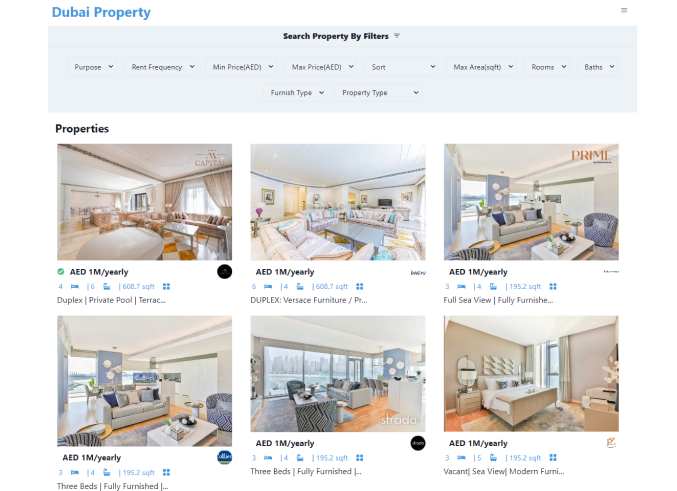 Dubai Property
Search Property By Filters
Purpose Rent Frequency Min Price(AED) Max Price(AED) Sort Max Area(sqft) Rooms Baths
Furnish Type Property Type
Properties
CAPITAL
PRIME
AED 1M/yearly
4 | 6 | 608.7 sqft
Duplex | Private Pool | Terrac...
AED 1M/yearly
6 | 4 | 608.7 sqft
DUPLEX: Versace Furniture / Pr...
AED 1M/yearly
3 | 4 | 195.2 sqft
Full Sea View | Fully Furnishe...
strada
AED 1M/yearly
3 | 4 | 195.2 sqft
Three Beds | Fully Furnished |...
AED 1M/yearly
3 | 4 | 195.2 sqft
Three Beds | Fully Furnished |...
AED 1M/yearly
3 | 5 | 195.2 sqft
Vacant| Sea View| Modern Furni...